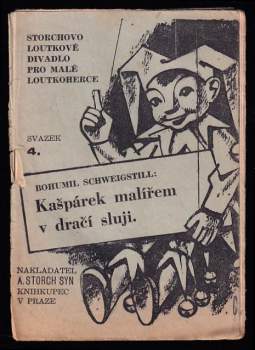 STORCHOVO
LOUTKOVÉ
DIVADLO
PRO MALÉ
LOUTKOHERCE
SVAZEK
4.
BOHUMIL SCHWEIGSTILL:
Kašpárek malířem
v dračí sluji.
NAKLADATEL
A. STORCH SYN
KNIHKUPEC
V PRAZE